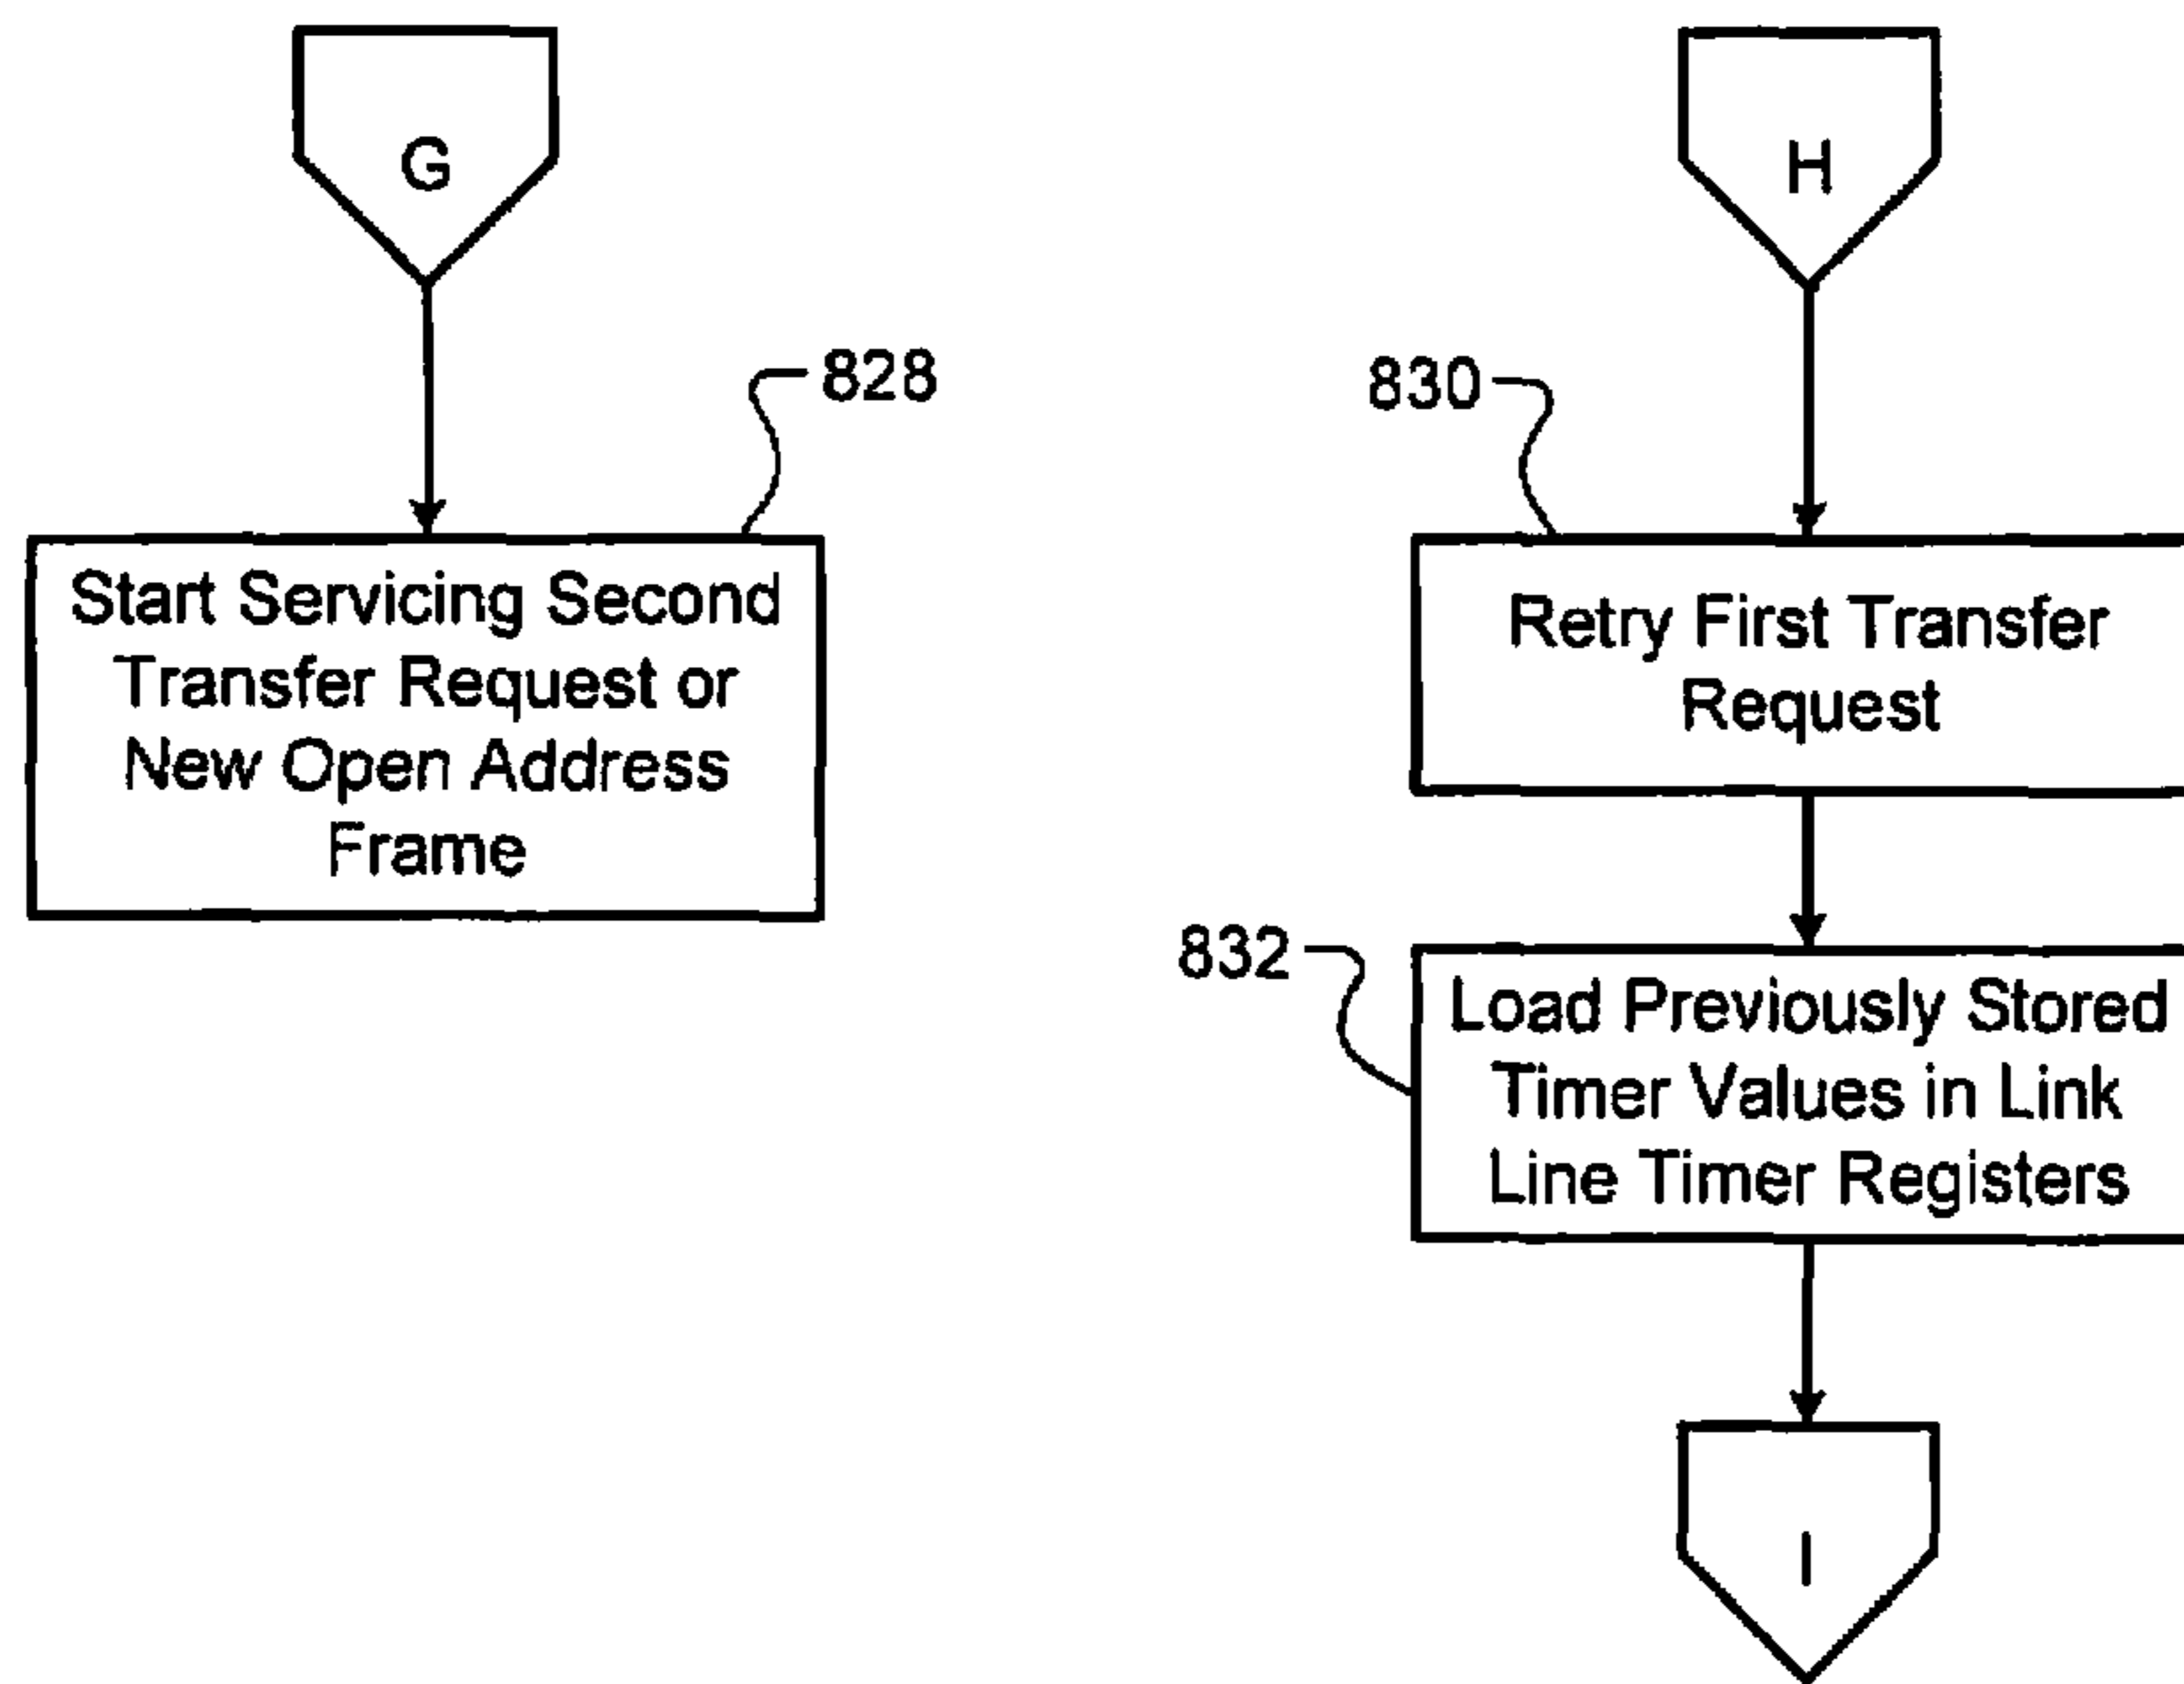 G
828
Start Servicing Second
Transfer Request or
New Open Address
Frame
H
830
Retry First Transfer
Request
832
Load Previously Stored
Timer Values in Link
Line Timer Registers
I